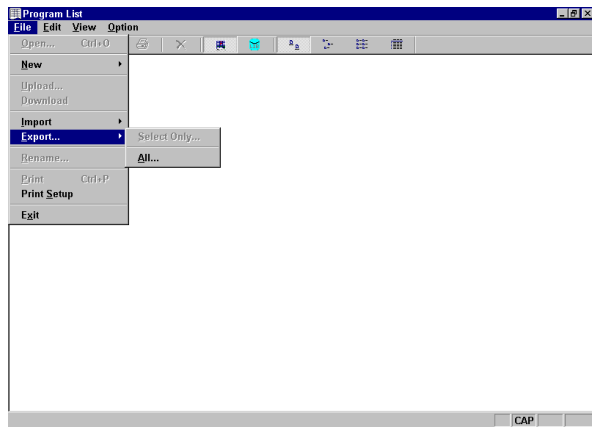 Program List
File Edit View Option
Open... Ctrl+O
New
Upload...
Download
Import
Export...
Select Only...
Rename...
All...
Print Ctrl+P
Print Setup
Exit
CAP